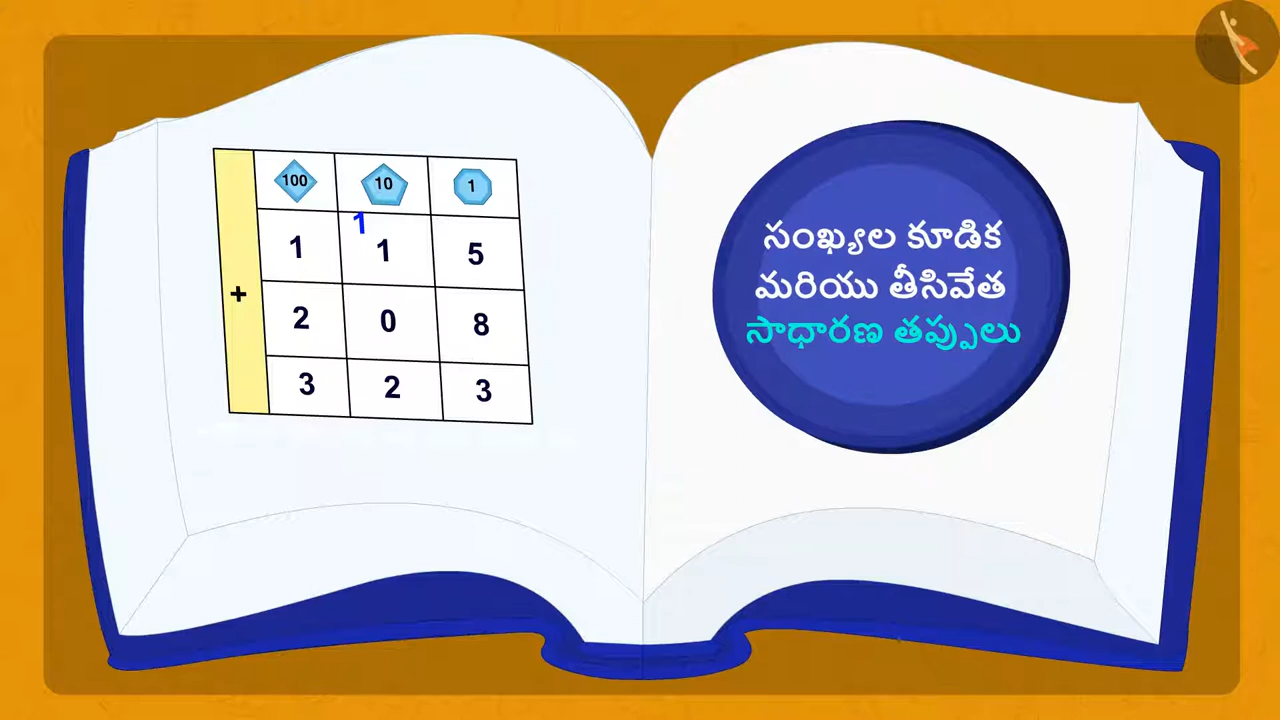 100 10 1
1
1 1 5
+
2 0 8
3 2 3
సంఖ్యల కూడిక
మరియు తీసివేత
సాధారణ తప్పులు